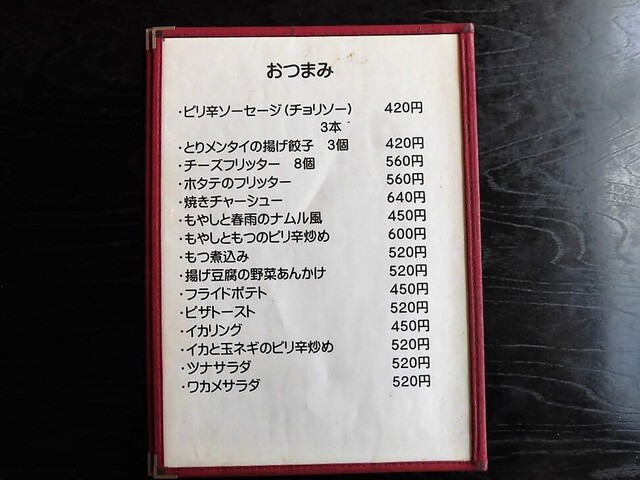 おつまみ
・ピリ辛ソーセージ(チョリソー) 420円
3本
・とりメンタイの揚げ餃子 3個 420円
・チーズフリッター 8個 560円
・ホタテのフリッター 560円
・焼きチャーシュー 640円
・もやしと春雨のナムル風 450円
・もやしともつのピリ辛炒め 600円
・もつ煮込み 520円
・揚げ豆腐の野菜あんかけ 520円
・フライドポテト 450円
・ピザトースト 520円
・イカリング 450円
・イカと玉ネギのピリ辛炒め 520円
・ツナサラダ 520円
・ワカメサラダ 520円